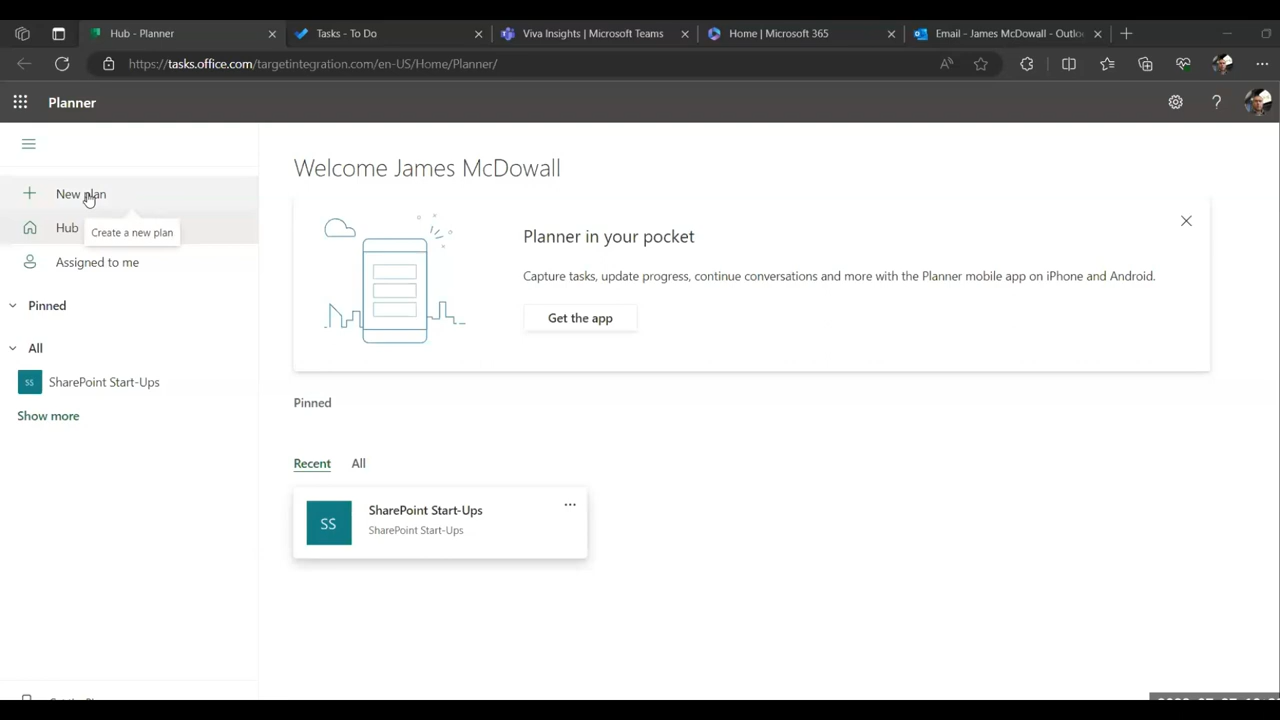 Hub - Planner
Tasks - To Do
Viva Insights | Microsoft Teams
Home | Microsoft 365
Email - James McDowall - Outlo
https://tasks.office.com/targetintegration.com/en-US/Home/Planner/
Planner
New plan
Hub
Create a new plan
Assigned to me
Pinned
All
SS SharePoint Start-Ups
Show more
Welcome James McDowall
Planner in your pocket
Capture tasks, update progress, continue conversations and more with the Planner mobile app on iPhone and Android.
Get the app
Pinned
Recent All
SS
SharePoint Start-Ups
SharePoint Start-Ups